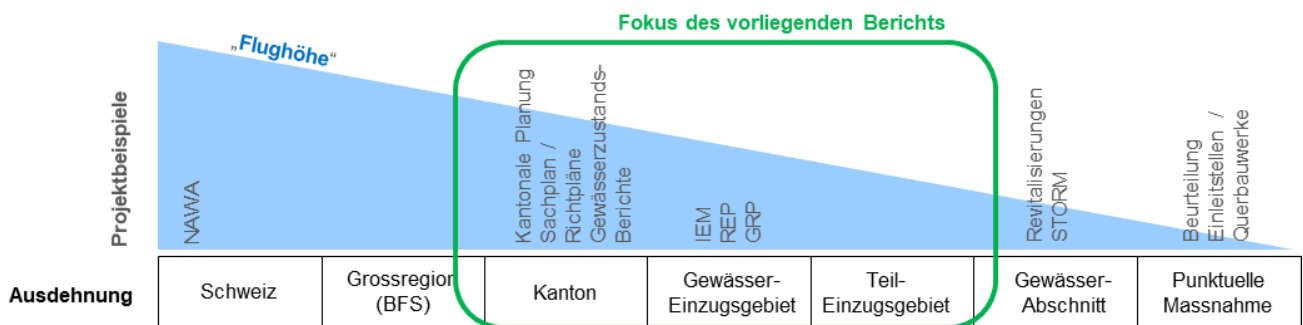 Fokus des vorliegenden Berichts
„Flughöhe“
Projektbeispiele
NAWA
Kantonale Planung
Sachplan /
Richtpläne
Gewässerzustands-
Berichte
IEM
REP
GRP
Revitalisierungen
STORM
Beurteilung
Einleitstellen /
Querbauwerke
Ausdehnung
Schweiz
Grossregion
(BFS)
Kanton
Gewässer-
Einzugsgebiet
Teil-
Einzugsgebiet
Gewässer-
Abschnitt
Punktuelle
Massnahme